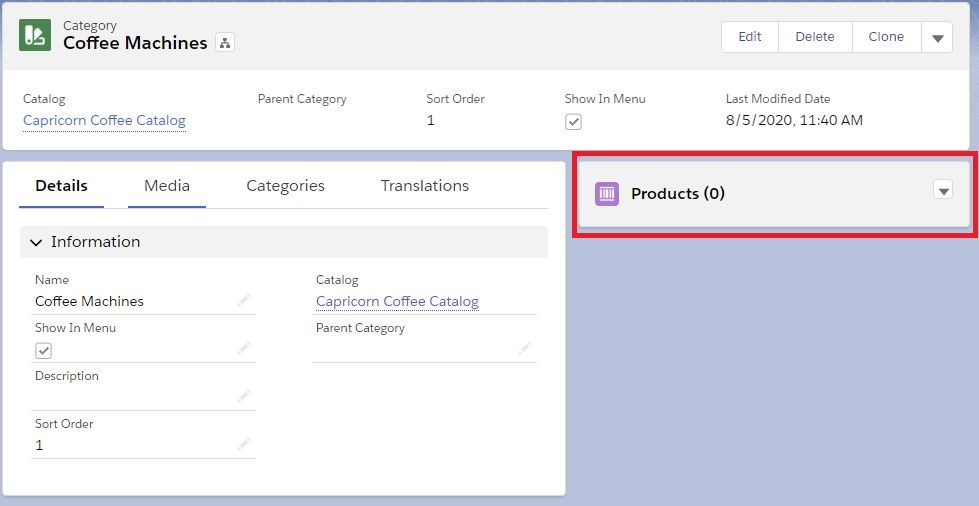 Category
Coffee Machines
Edit Delete Clone
Catalog Parent Category Sort Order Show In Menu Last Modified Date
Capricorn Coffee Catalog 1 8/5/2020, 11:40 AM
Details Media Categories Translations
Products (0)
Information
Name Catalog
Coffee Machines Capricorn Coffee Catalog
Show In Menu Parent Category
Description
Sort Order
1